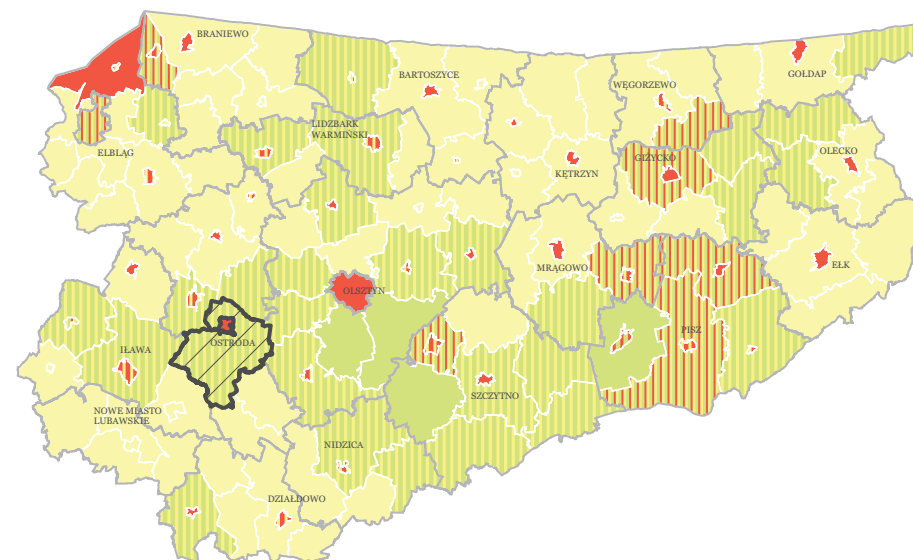 BRANIEWO
BARTOSZYCE
GOŁDAP
WĘGORZEWO
LIDZBARK
WARMIŃSKI
ELBLĄG
GIŻYCKO
OLECKO
KĘTRZYN
MRĄGOWO
EŁK
OLSZTYN
PISZ
OSTRÓDA
IŁAWA
SZCZYTNO
NOWE MIASTO
LUBAWSKIE
NIDZICA
DZIAŁDOWO